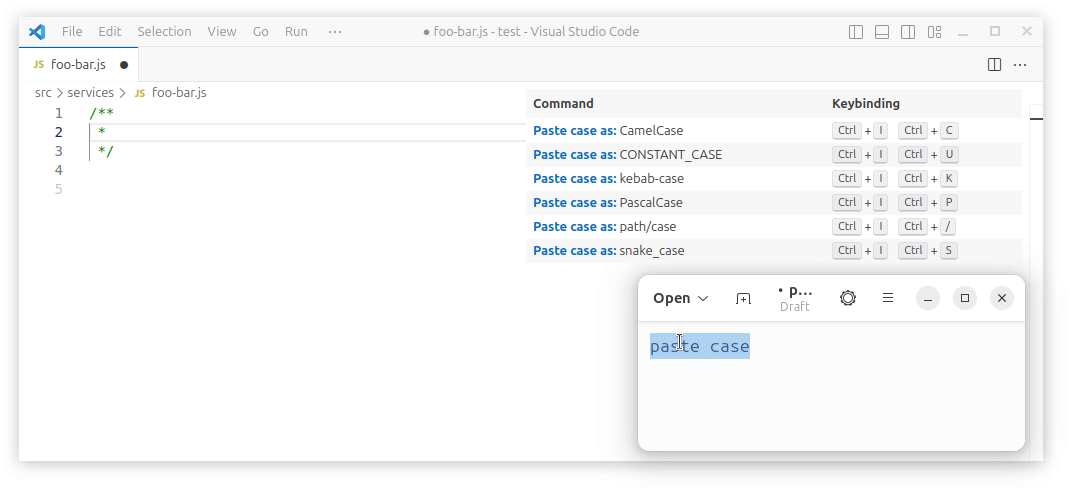 File Edit Selection View Go Run ··· ● foo-bar.js - test - Visual Studio Code
JS foo-bar.js ● ···
src > services > JS foo-bar.js
1 /**
2 *
3 */
4
5
Command Keybinding
Paste case as: CamelCase Ctrl + I Ctrl + C
Paste case as: CONSTANT_CASE Ctrl + I Ctrl + U
Paste case as: kebab-case Ctrl + I Ctrl + K
Paste case as: PascalCase Ctrl + I Ctrl + P
Paste case as: path/case Ctrl + I Ctrl + /
Paste case as: snake_case Ctrl + I Ctrl + S
Open • p...
Draft
paste case